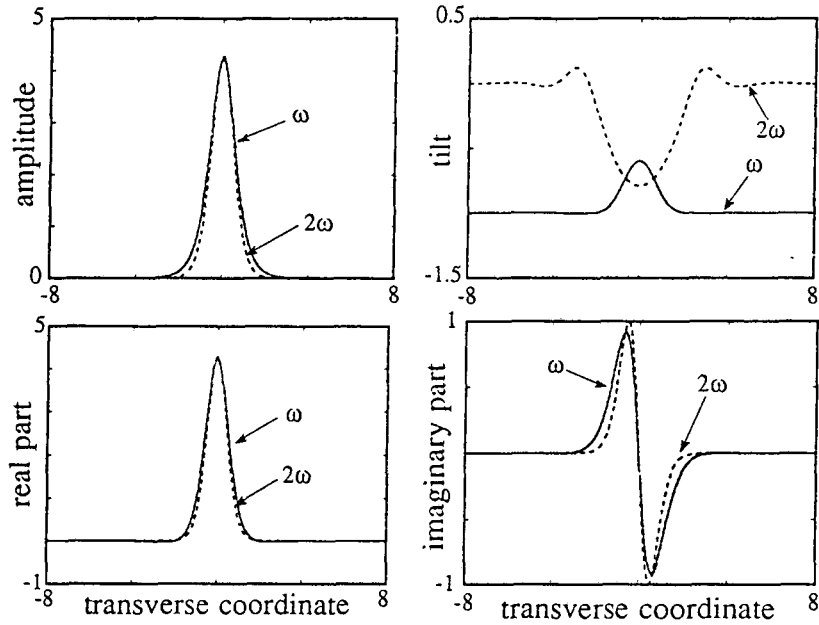 5
amplitude
ω
2ω
0
-8
8
0.5
tilt
2ω
ω
-1.5
-8
8
5
real part
ω
2ω
-1
-8
8
transverse coordinate
1
imaginary part
ω
2ω
-1
-8
8
transverse coordinate